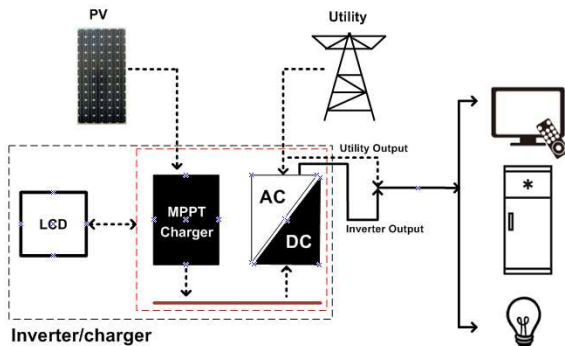 PV
Utility
Utility Output
LCD
MPPT
Charger
AC
DC
Inverter Output
Inverter/charger
*